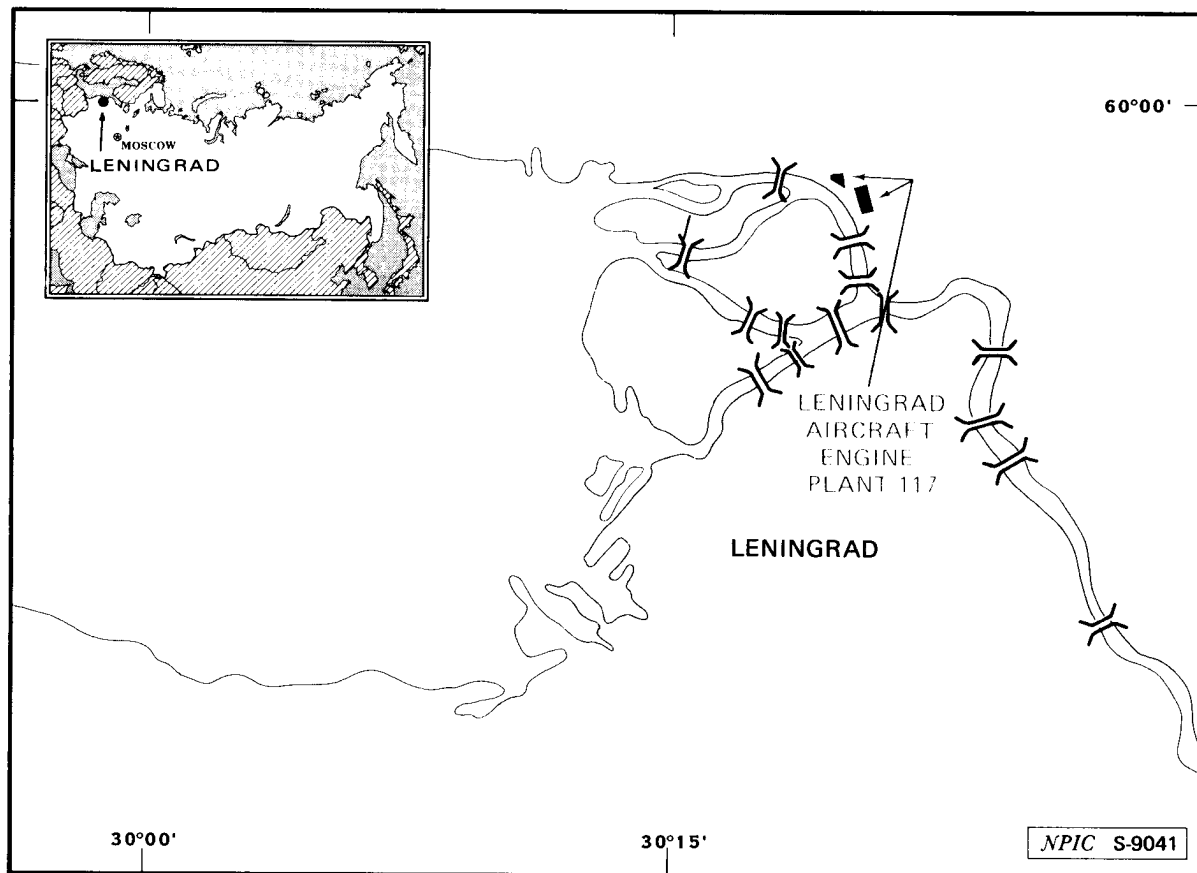 MOSCOW
LENINGRAD
60°00'
LENINGRAD
AIRCRAFT
ENGINE
PLANT 117
LENINGRAD
30°00'
30°15'
NPIC S-9041